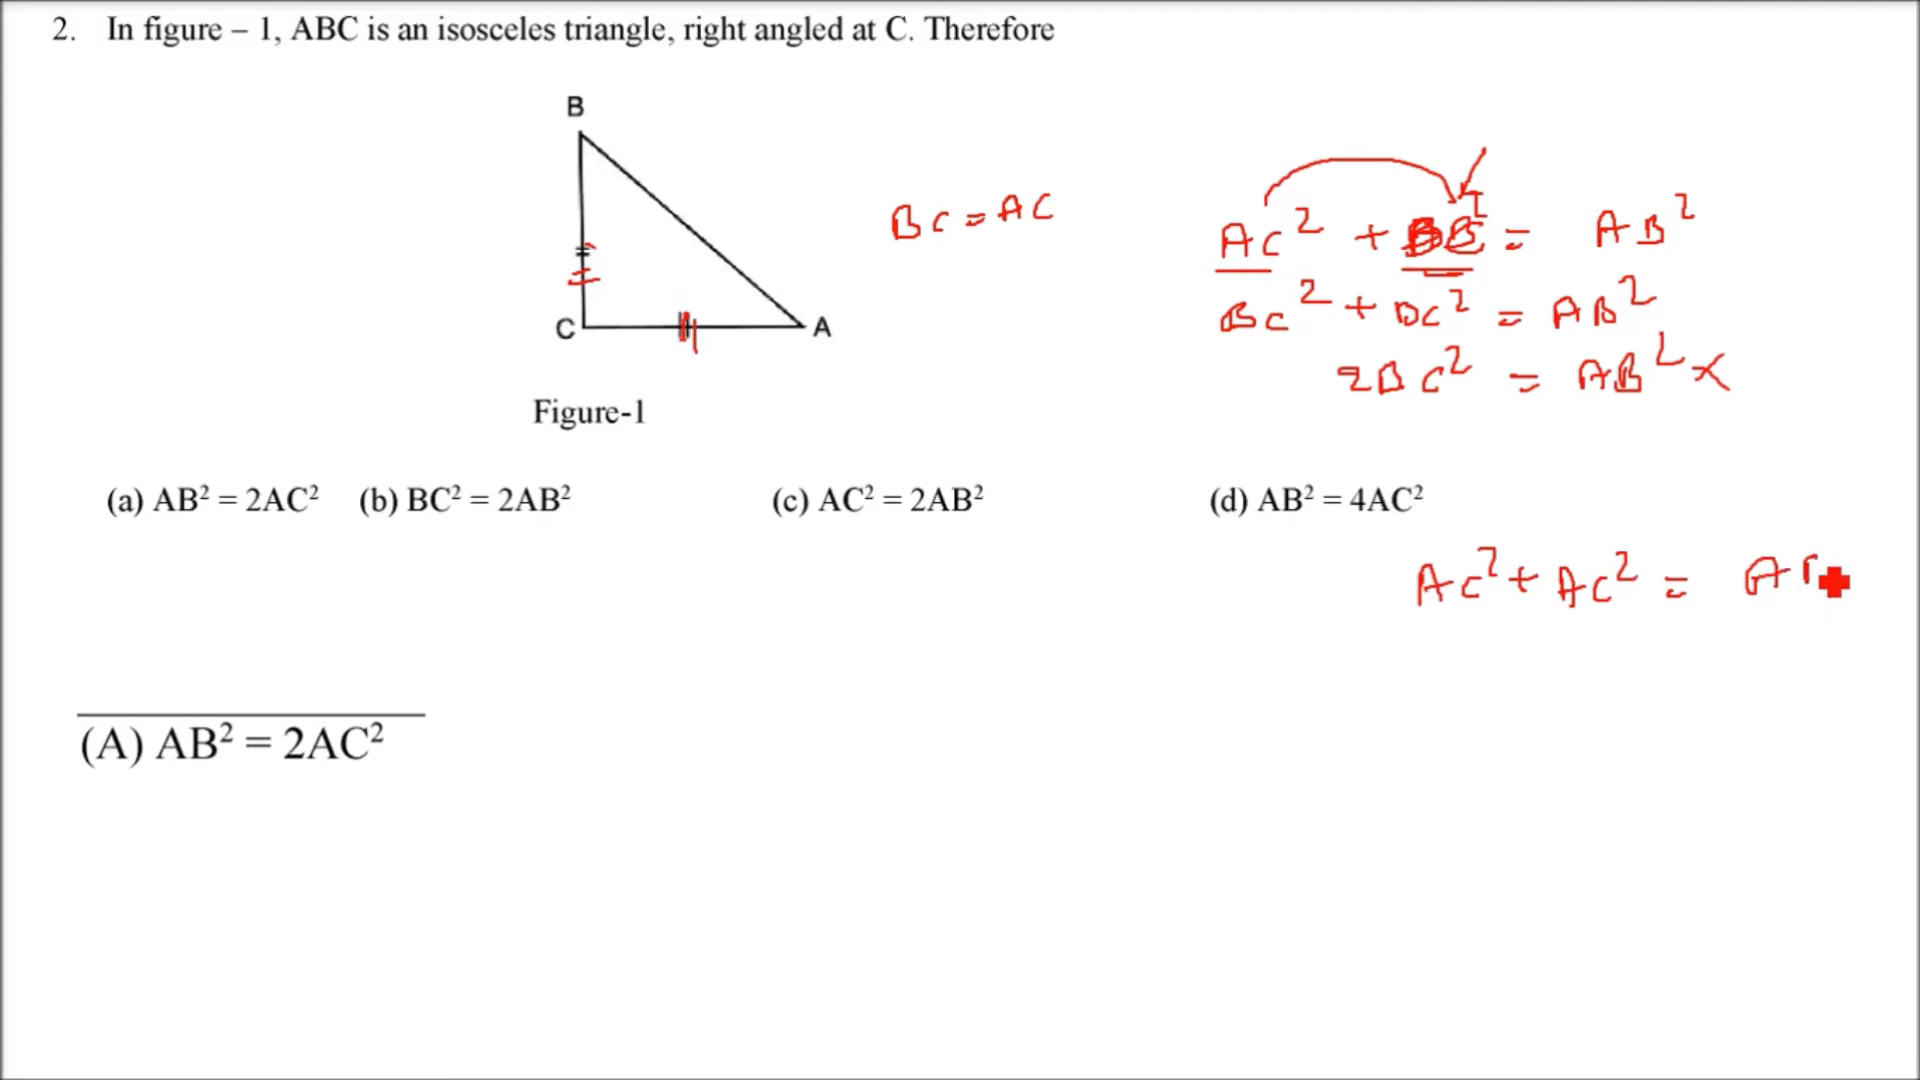 2. In figure – 1, ABC is an isosceles triangle, right angled at C. Therefore
B
BC = AC
AC² + BC² = AB²
BC² + BC² = AB²
C
A
2BC² = AB² ×
Figure-1
(a) AB² = 2AC² (b) BC² = 2AB² (c) AC² = 2AB² (d) AB² = 4AC²
AC² + AC² = A
(A) AB² = 2AC²